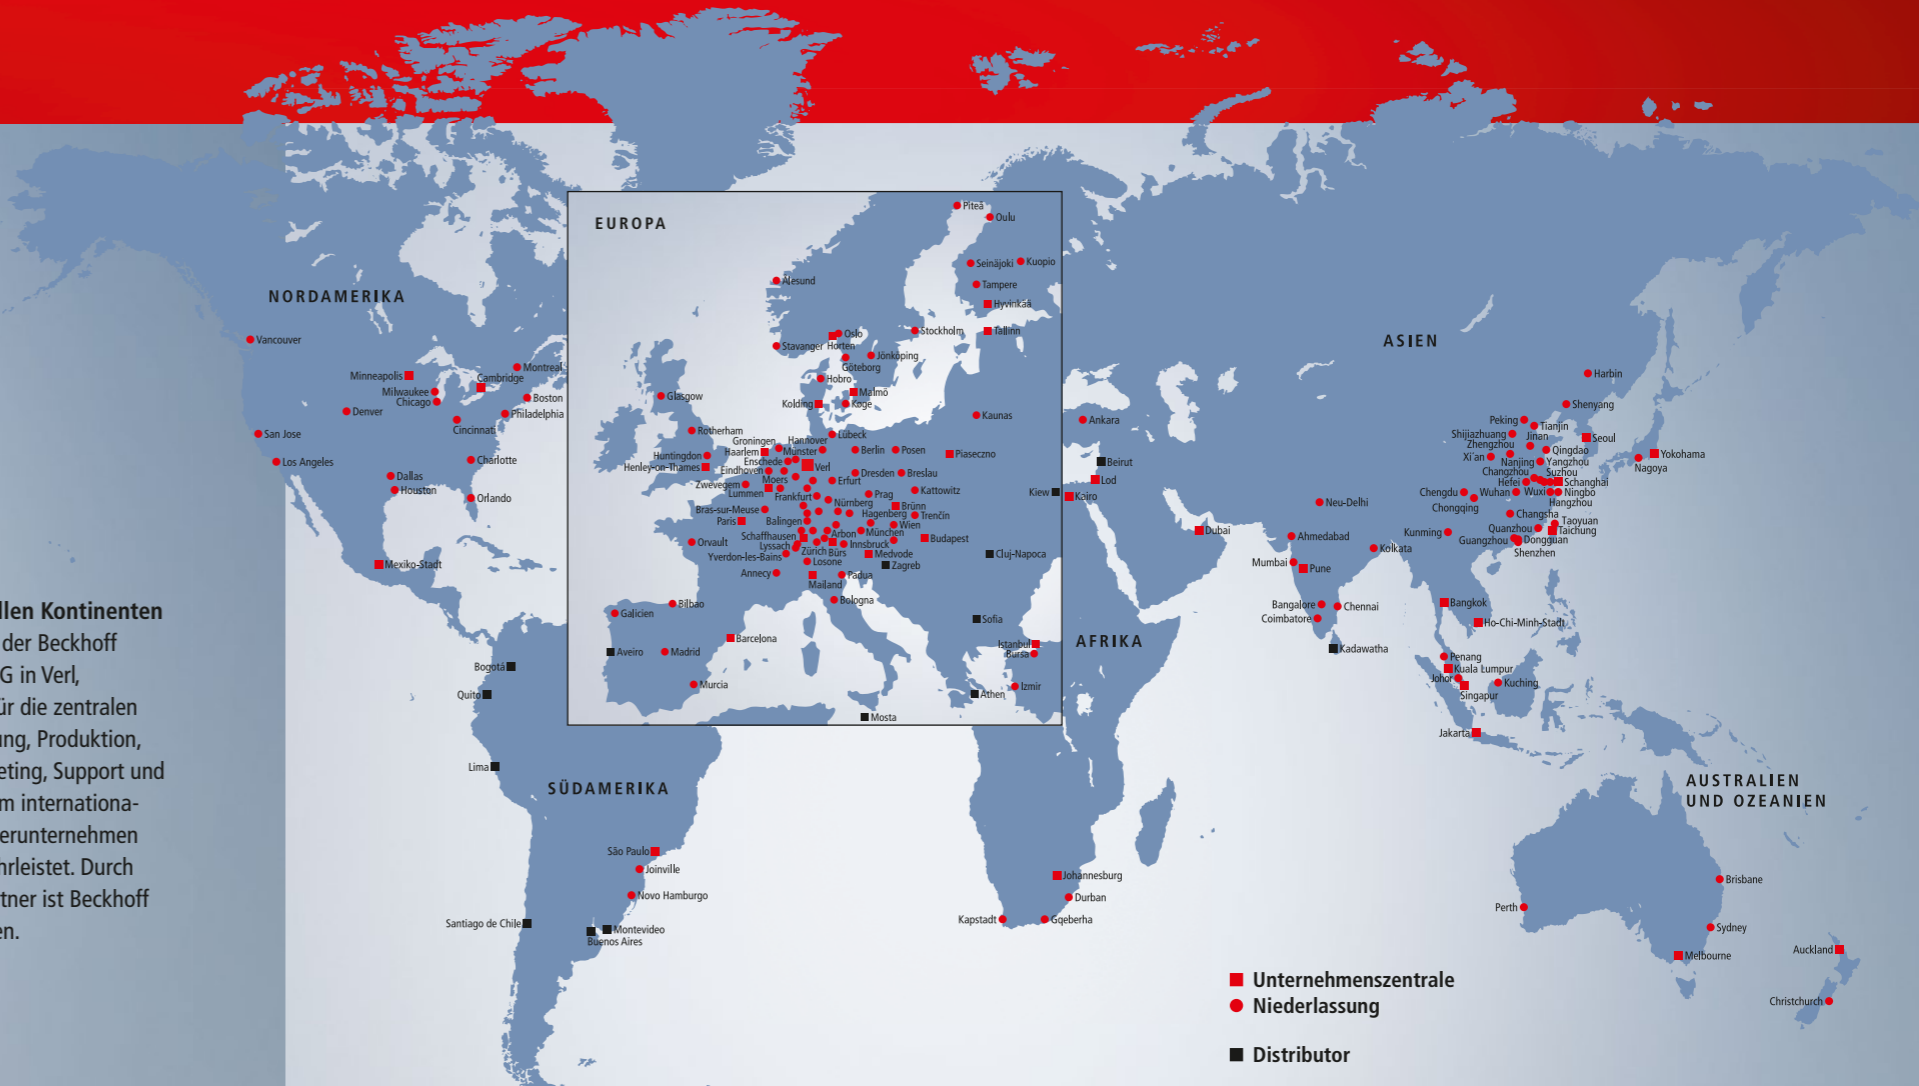 llen Kontinenten
der Beckhoff
G in Verl,
ür die zentralen
ung, Produktion,
eting, Support und
m internationa-
erunternehmen
hrleistet. Durch
tner ist Beckhoff
en.
NORDAMERIKA
Vancouver
Montreal
Minneapolis
Cambridge
Milwaukee
Chicago
Boston
Denver
Philadelphia
Cincinnati
San Jose
Los Angeles
Charlotte
Dallas
Houston
Orlando
Mexiko-Stadt
EUROPA
Piteå
Oulu
Seinäjoki
Kuopio
Ålesund
Tampere
Hyvinkää
Oslo
Stockholm
Tallinn
Stavanger
Horten
Jönköping
Göteborg
Hobro
Malmö
Glasgow
Kolding
Køge
Kaunas
Rotherham
Lübeck
Groningen
Hannover
Haarlem
Münster
Berlin
Posen
Piaseczno
Huntingdon
Enschede
Verl
Henley-on-Thames
Eindhoven
Dresden
Breslau
Moers
Erfurt
Zwevegem
Lummen
Frankfurt
Prag
Kattowitz
Kiew
Nürnberg
Brünn
Bras-sur-Meuse
Hagenberg
Trenčín
Paris
Balingen
Wien
Schaffhausen
Arbon
München
Budapest
Orvault
Lyssach
Innsbruck
Zürich
Bürs
Medvode
Cluj-Napoca
Yverdon-les-Bains
Losone
Zagreb
Annecy
Mailand
Padua
Bologna
Bilbao
Galicien
Sofia
Barcelona
Istanbul
Bursa
Aveiro
Madrid
Murcia
Izmir
Athen
Mosta
ASIEN
Harbin
Shenyang
Ankara
Peking
Tianjin
Shijiazhuang
Jinan
Seoul
Zhengzhou
Qingdao
Yokohama
Xi'an
Nanjing
Yangzhou
Nagoya
Beirut
Changzhou
Suzhou
Lod
Hefei
Schanghai
Kairo
Chengdu
Wuhan
Wuxi
Ningbo
Neu-Delhi
Chongqing
Hangzhou
Changsha
Taoyuan
Dubai
Quanzhou
Taichung
Kunming
Ahmedabad
Guangzhou
Dongguan
Kolkata
Shenzhen
Mumbai
Pune
Bangalore
Chennai
Bangkok
Coimbatore
Ho-Chi-Minh-Stadt
Kadawatha
Penang
Kuala Lumpur
Johor
Kuching
Singapur
Jakarta
AFRIKA
Johannesburg
Durban
Kapstadt
Gqeberha
SÜDAMERIKA
Bogotá
Quito
Lima
São Paulo
Joinville
Novo Hamburgo
Santiago de Chile
Montevideo
Buenos Aires
AUSTRALIEN
UND OZEANIEN
Brisbane
Perth
Sydney
Melbourne
Auckland
Christchurch
Unternehmenszentrale
Niederlassung
Distributor